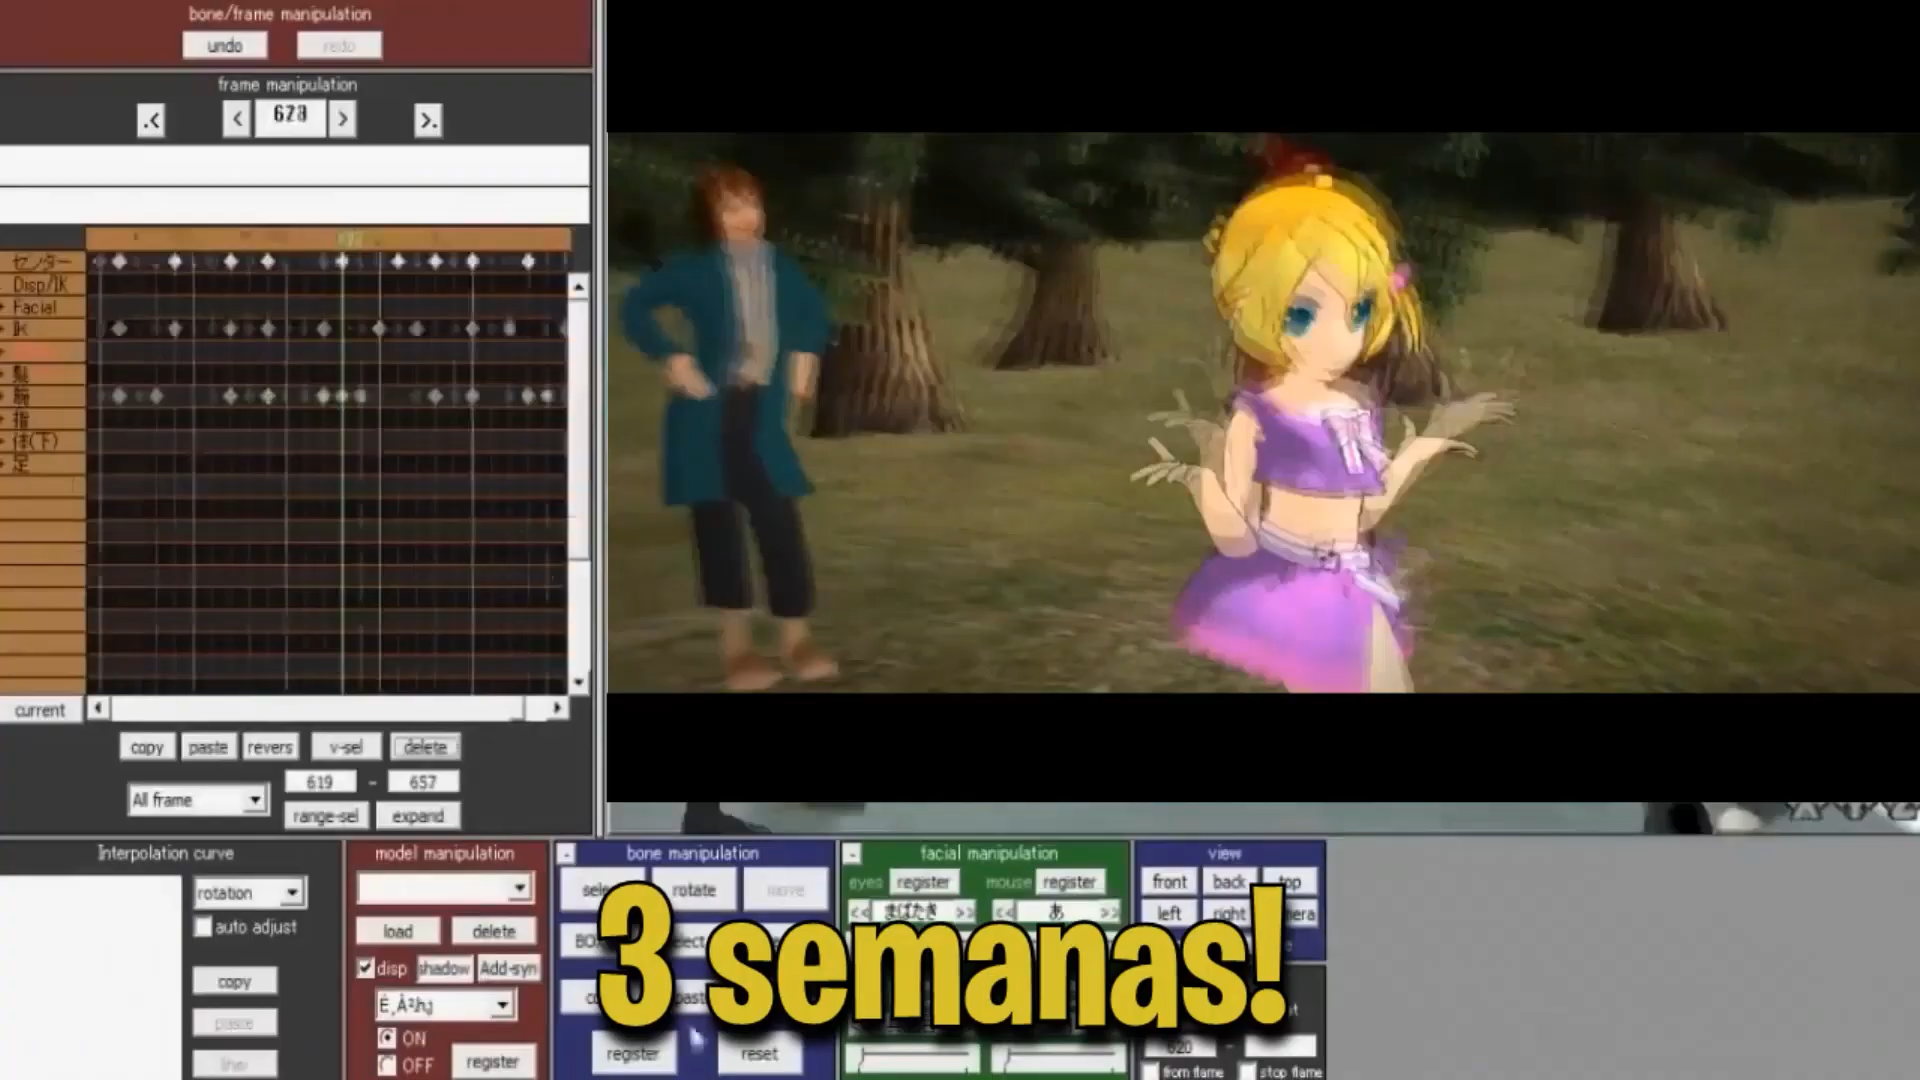 bone/frame manipulation
undo redo
frame manipulation
.< < > >.
センター
Disp/IK
Facial
IK
髪
腕
指
体(下)
足
current
copy paste revers v-sel delete
619 - 657
All frame
range-sel expand
Interpolation curve
rotation
auto adjust
copy
paste
model manipulation
load delete
disp shadow Add-syn
ON
OFF register
bone manipulation
rotate move
register reset
facial manipulation
eyes register mouse register
<< まばたき >> << あ >>
view
front back top
left right
620 -
from flame stop flame
3 semanas!